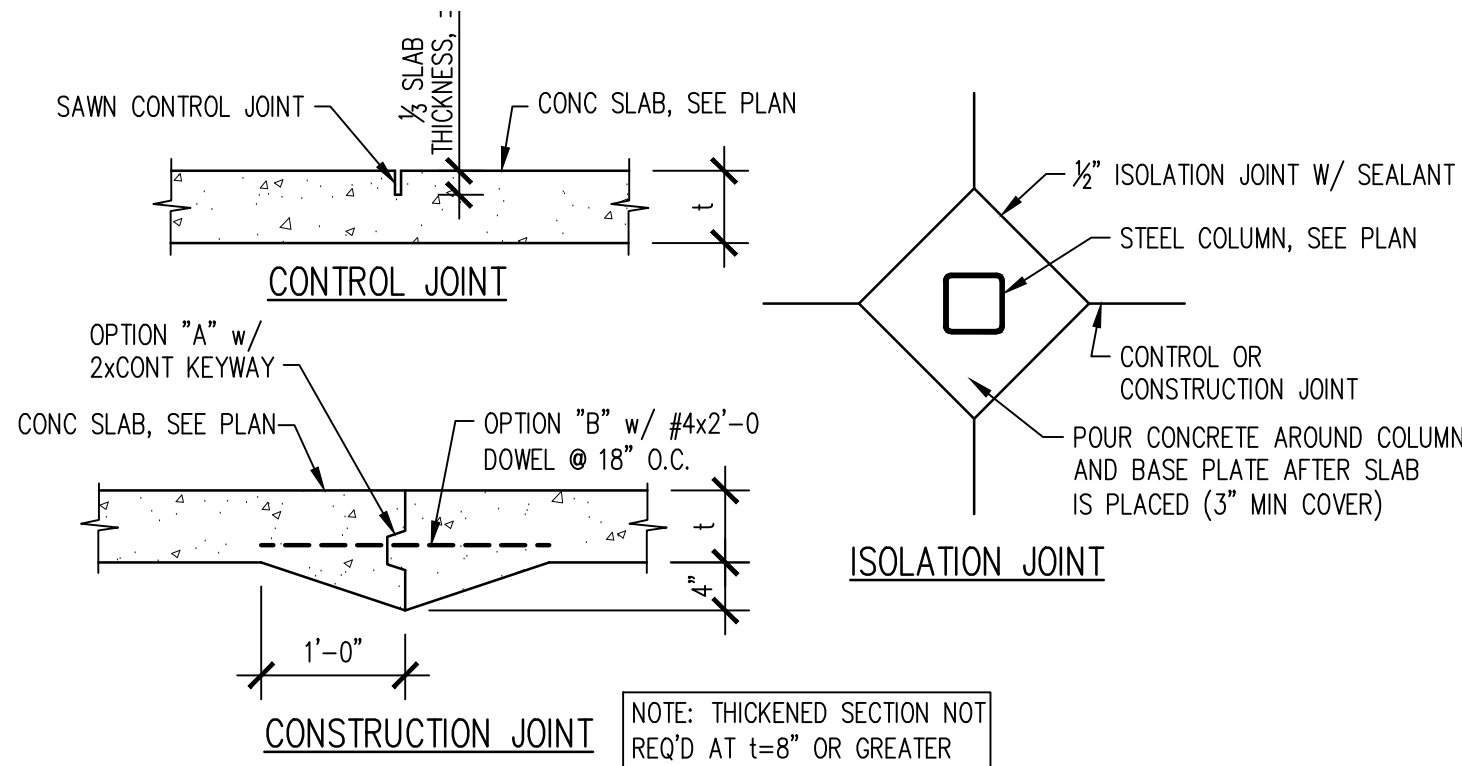 SAWN CONTROL JOINT
⅓ SLAB
THICKNESS,
CONC SLAB, SEE PLAN
t
CONTROL JOINT
OPTION "A" w/
2xCONT KEYWAY
CONC SLAB, SEE PLAN
OPTION "B" w/ #4x2'-0
DOWEL @ 18" O.C.
t
4"
1'-0"
CONSTRUCTION JOINT
NOTE: THICKENED SECTION NOT
REQ'D AT t=8" OR GREATER
½" ISOLATION JOINT W/ SEALANT
STEEL COLUMN, SEE PLAN
CONTROL OR
CONSTRUCTION JOINT
POUR CONCRETE AROUND COLUMN
AND BASE PLATE AFTER SLAB
IS PLACED (3" MIN COVER)
ISOLATION JOINT